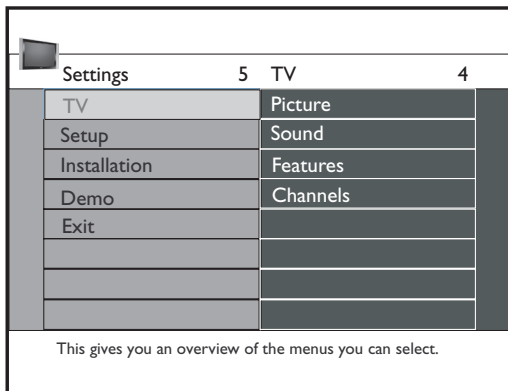 Settings 5 TV 4
TV Picture
Setup Sound
Installation Features
Demo Channels
Exit
This gives you an overview of the menus you can select.